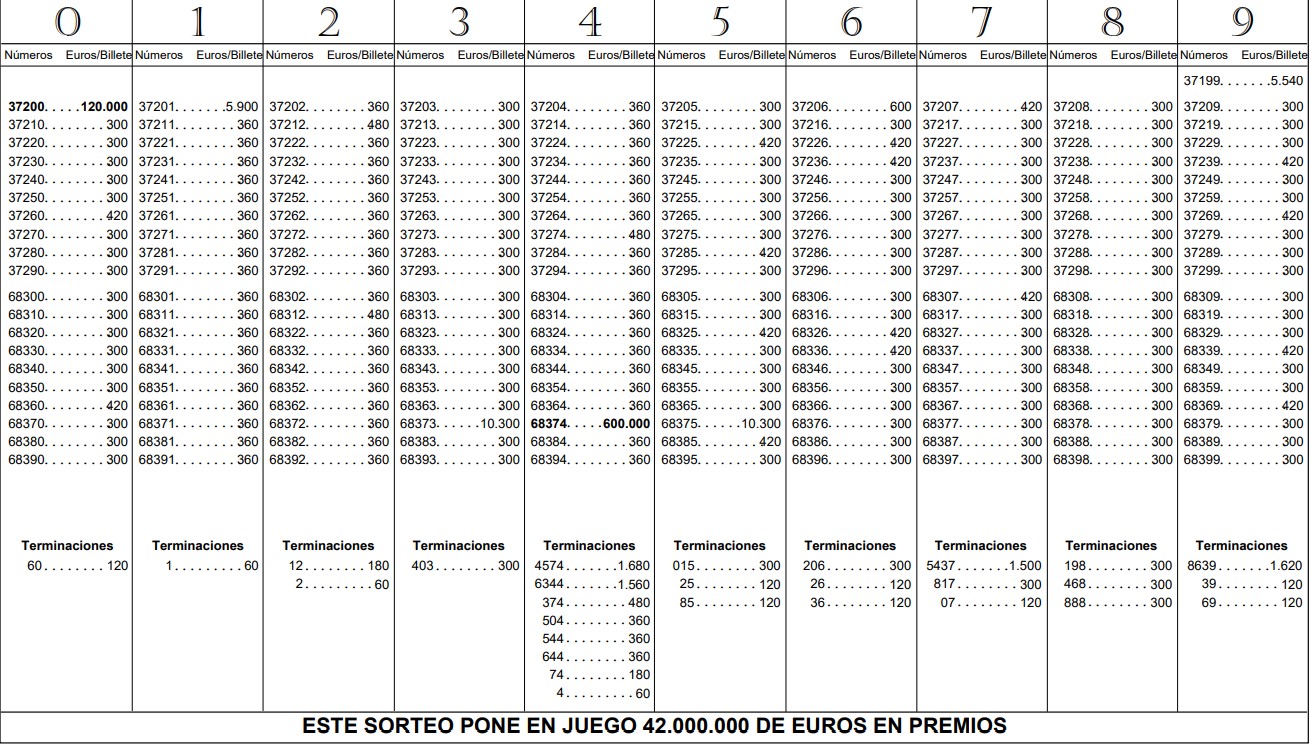 0 1 2 3 4 5 6 7 8 9
Números Euros/Billete Números Euros/Billete Números Euros/Billete Números Euros/Billete Números Euros/Billete Números Euros/Billete Números Euros/Billete Números Euros/Billete Números Euros/Billete Números Euros/Billete
37199.......5.540
37200.....120.000 37201.......5.900 37202........360 37203........300 37204........360 37205........300 37206........600 37207........420 37208........300 37209........300
37210........300 37211........360 37212........480 37213........300 37214........360 37215........300 37216........300 37217........300 37218........300 37219........300
37220........300 37221........360 37222........360 37223........300 37224........360 37225........420 37226........420 37227........300 37228........300 37229........300
37230........300 37231........360 37232........360 37233........300 37234........360 37235........300 37236........420 37237........300 37238........300 37239........420
37240........300 37241........360 37242........360 37243........300 37244........360 37245........300 37246........300 37247........300 37248........300 37249........300
37250........300 37251........360 37252........360 37253........300 37254........360 37255........300 37256........300 37257........300 37258........300 37259........300
37260........420 37261........360 37262........360 37263........300 37264........360 37265........300 37266........300 37267........300 37268........300 37269........420
37270........300 37271........360 37272........360 37273........300 37274........480 37275........300 37276........300 37277........300 37278........300 37279........300
37280........300 37281........360 37282........360 37283........300 37284........360 37285........420 37286........300 37287........300 37288........300 37289........300
37290........300 37291........360 37292........360 37293........300 37294........360 37295........300 37296........300 37297........300 37298........300 37299........300
68300........300 68301........360 68302........360 68303........300 68304........360 68305........300 68306........300 68307........420 68308........300 68309........300
68310........300 68311........360 68312........480 68313........300 68314........360 68315........300 68316........300 68317........300 68318........300 68319........300
68320........300 68321........360 68322........360 68323........300 68324........360 68325........420 68326........420 68327........300 68328........300 68329........300
68330........300 68331........360 68332........360 68333........300 68334........360 68335........300 68336........420 68337........300 68338........300 68339........420
68340........300 68341........360 68342........360 68343........300 68344........360 68345........300 68346........300 68347........300 68348........300 68349........300
68350........300 68351........360 68352........360 68353........300 68354........360 68355........300 68356........300 68357........300 68358........300 68359........300
68360........420 68361........360 68362........360 68363........300 68364........360 68365........300 68366........300 68367........300 68368........300 68369........420
68370........300 68371........360 68372........360 68373......10.300 68374.....600.000 68375......10.300 68376........300 68377........300 68378........300 68379........300
68380........300 68381........360 68382........360 68383........300 68384........360 68385........420 68386........300 68387........300 68388........300 68389........300
68390........300 68391........360 68392........360 68393........300 68394........360 68395........300 68396........300 68397........300 68398........300 68399........300
Terminaciones Terminaciones Terminaciones Terminaciones Terminaciones Terminaciones Terminaciones Terminaciones Terminaciones Terminaciones
60........120 1.........60 12........180 403........300 4574.......1.680 015........300 206........300 5437.......1.500 198........300 8639.......1.620
2.........60 6344.......1.560 25........120 26........120 817........300 468........300 39........120
374........480 85........120 36........120 07........120 888........300 69........120
504........360
544........360
644........360
74........180
4.........60
ESTE SORTEO PONE EN JUEGO 42.000.000 DE EUROS EN PREMIOS